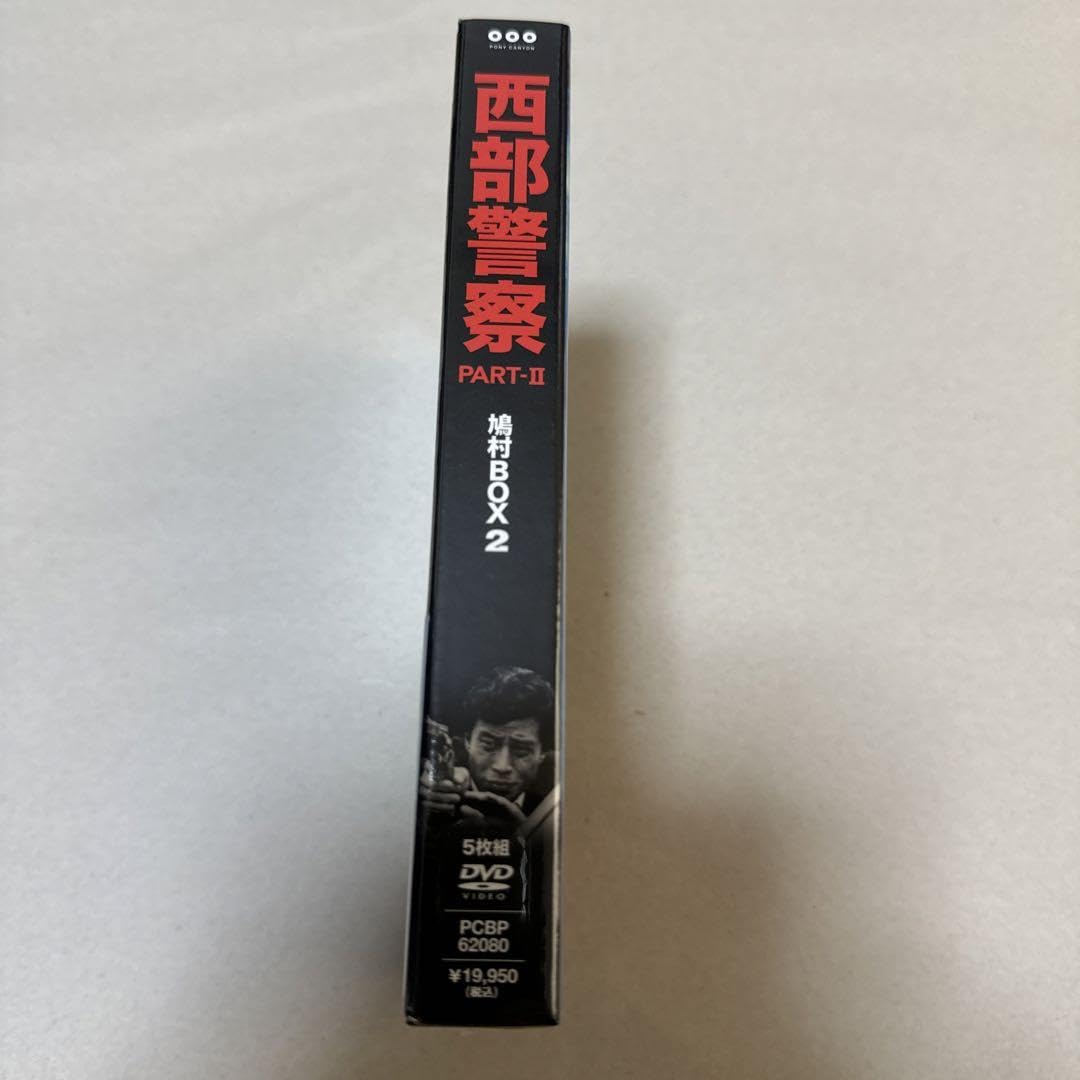 PONY CANYON
西部警察
PART-II
鳩村BOX 2
5枚組
DVD
VIDEO
PCBP
62080
¥19,950
(税込)